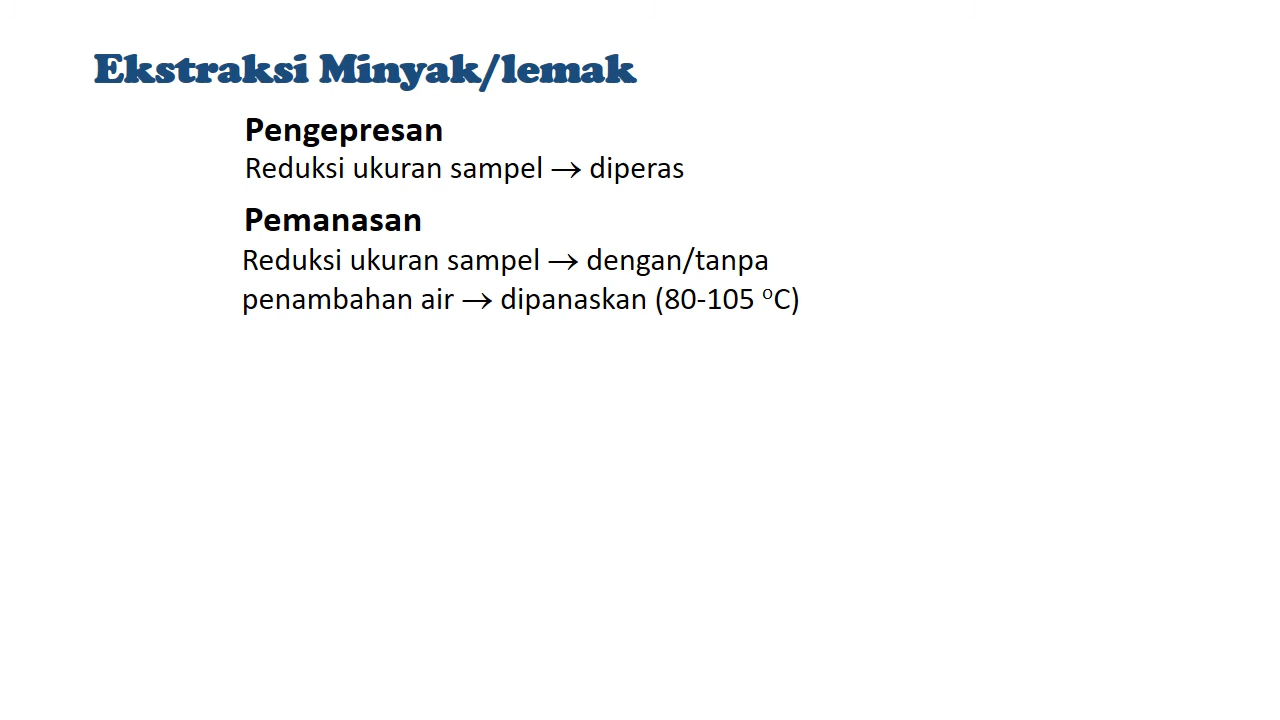 Ekstraksi Minyak/lemak
Pengepresan
Reduksi ukuran sampel → diperas
Pemanasan
Reduksi ukuran sampel → dengan/tanpa
penambahan air → dipanaskan (80-105 ºC)